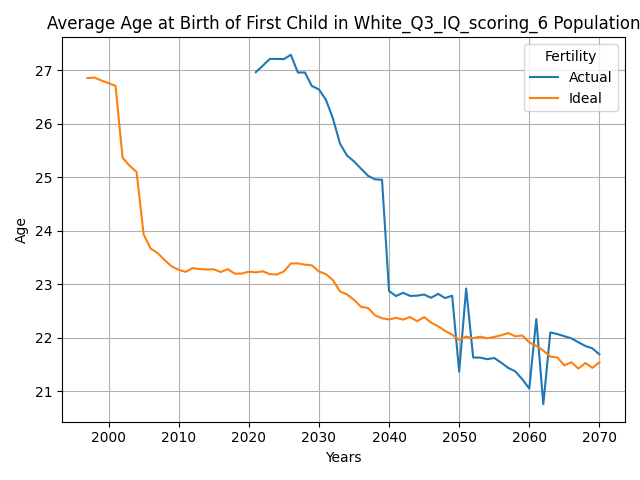 Average Age at Birth of First Child in White_Q3_IQ_scoring_6 Population
Fertility
Actual
Ideal
27
26
25
24
23
22
21
Age
2000 2010 2020 2030 2040 2050 2060 2070
Years